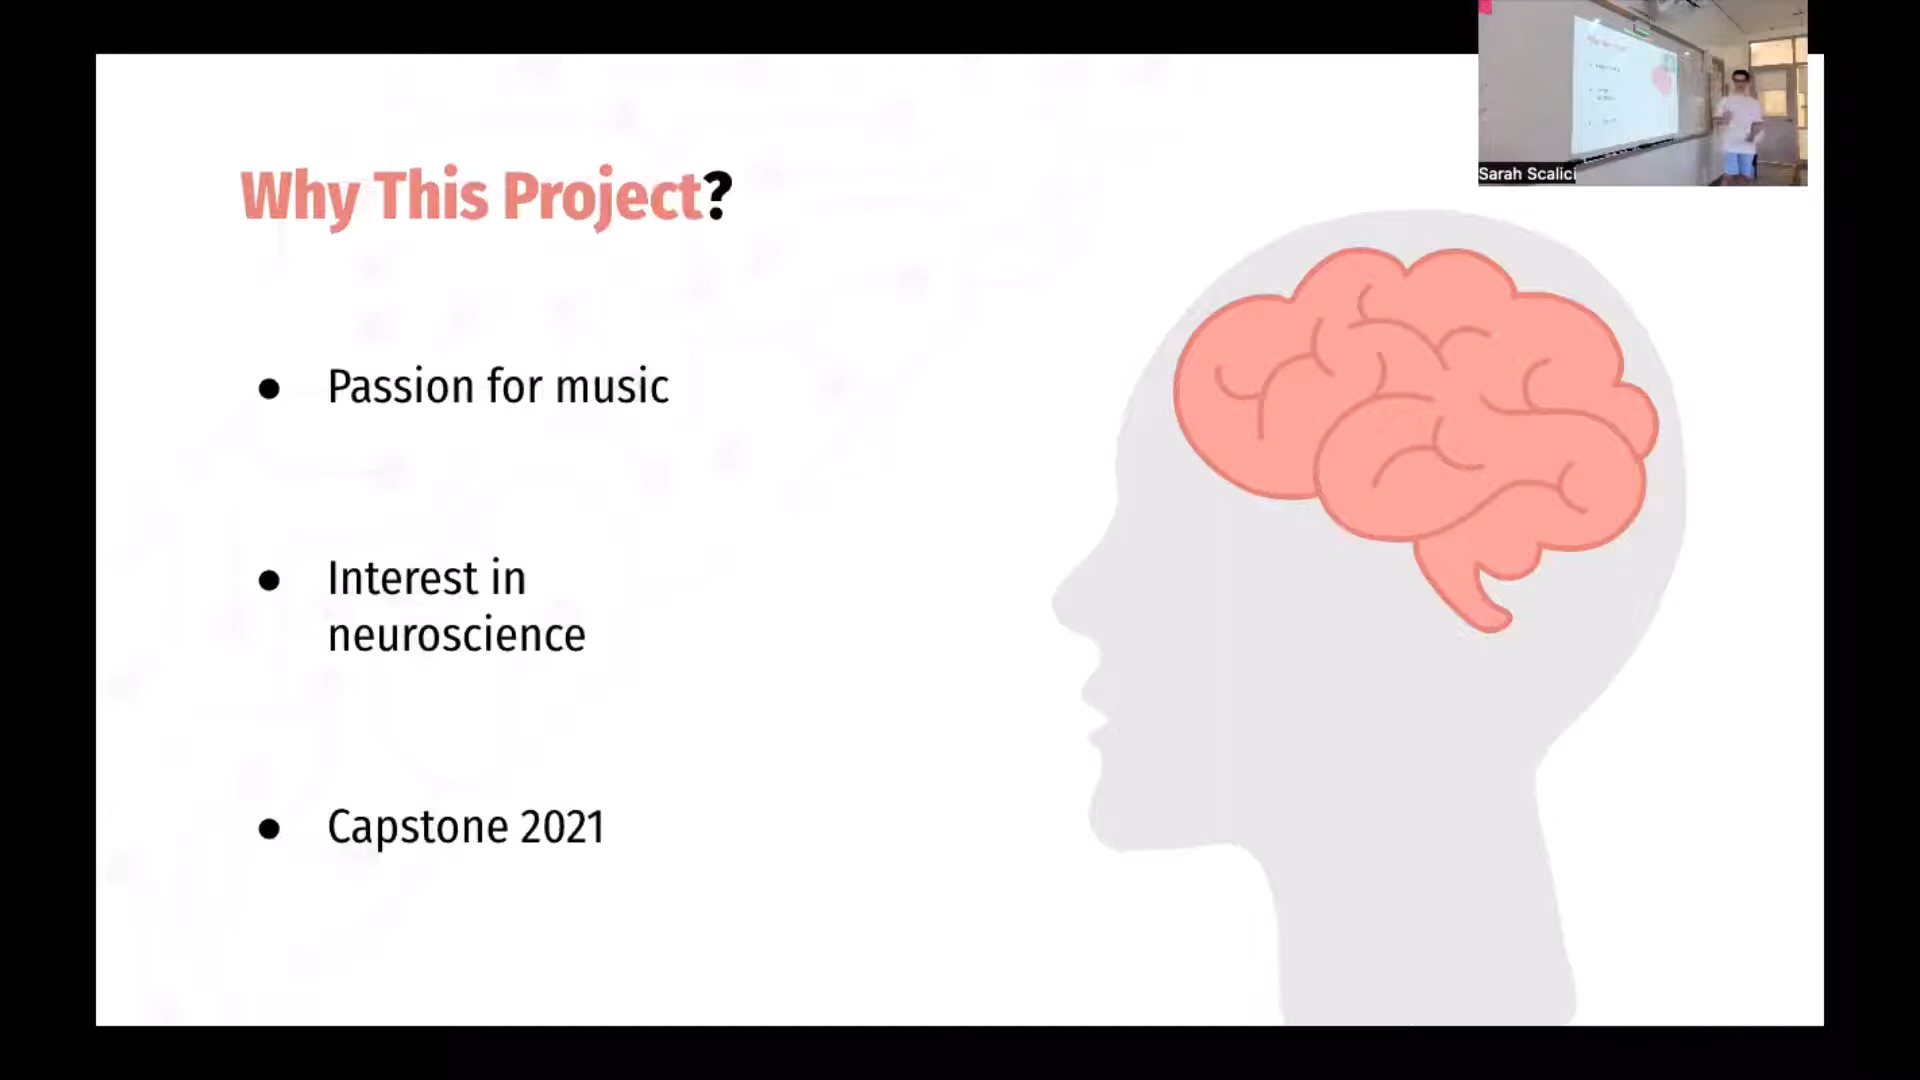 Why This Project?
Passion for music
Interest in
neuroscience
Capstone 2021
Sarah Scalici